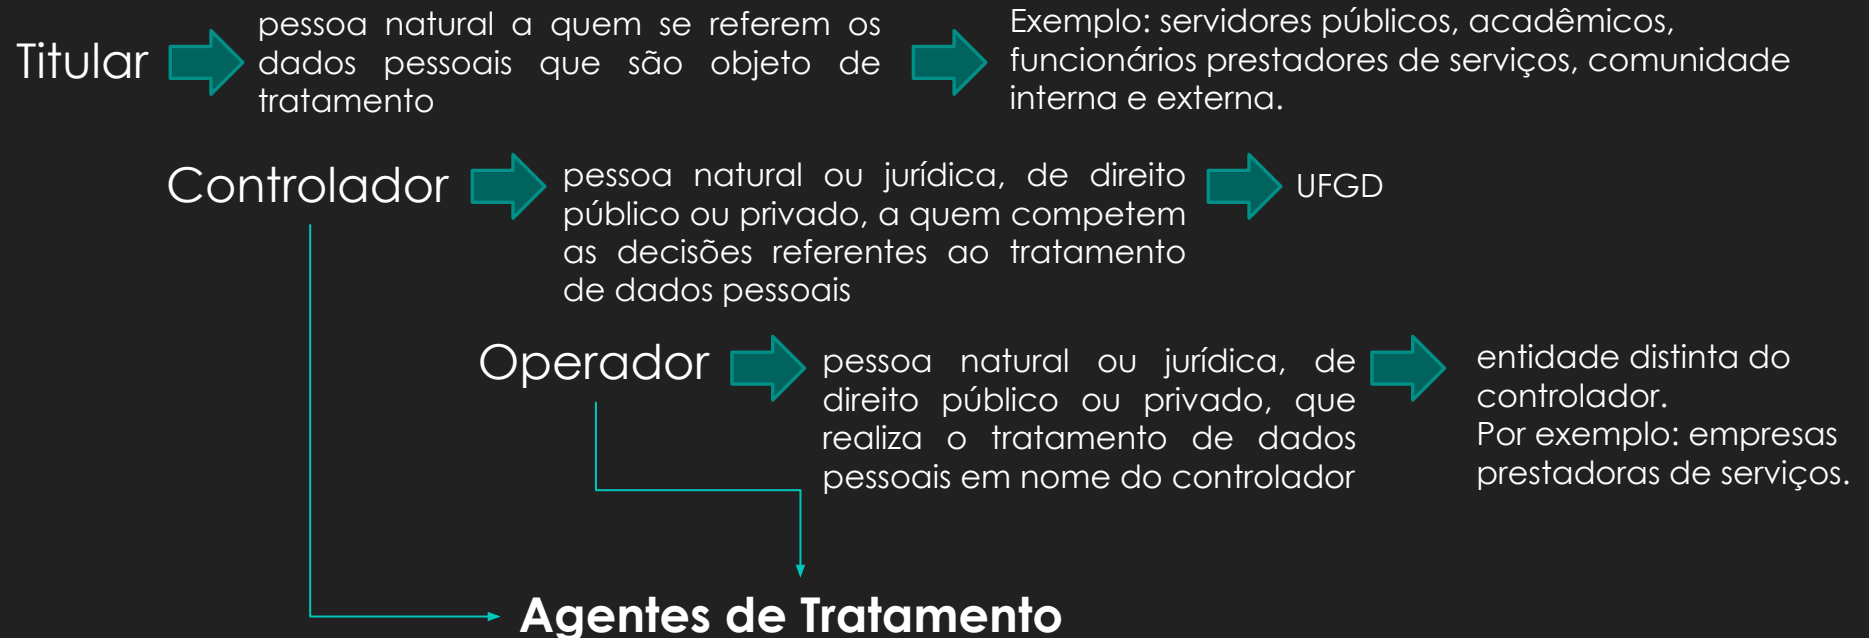 Titular
pessoa natural a quem se referem os
dados pessoais que são objeto de
tratamento
Exemplo: servidores públicos, acadêmicos,
funcionários prestadores de serviços, comunidade
interna e externa.
Controlador
pessoa natural ou jurídica, de direito
público ou privado, a quem competem
as decisões referentes ao tratamento
de dados pessoais
UFGD
Operador
pessoa natural ou jurídica, de
direito público ou privado, que
realiza o tratamento de dados
pessoais em nome do controlador
entidade distinta do
controlador.
Por exemplo: empresas
prestadoras de serviços.
Agentes de Tratamento